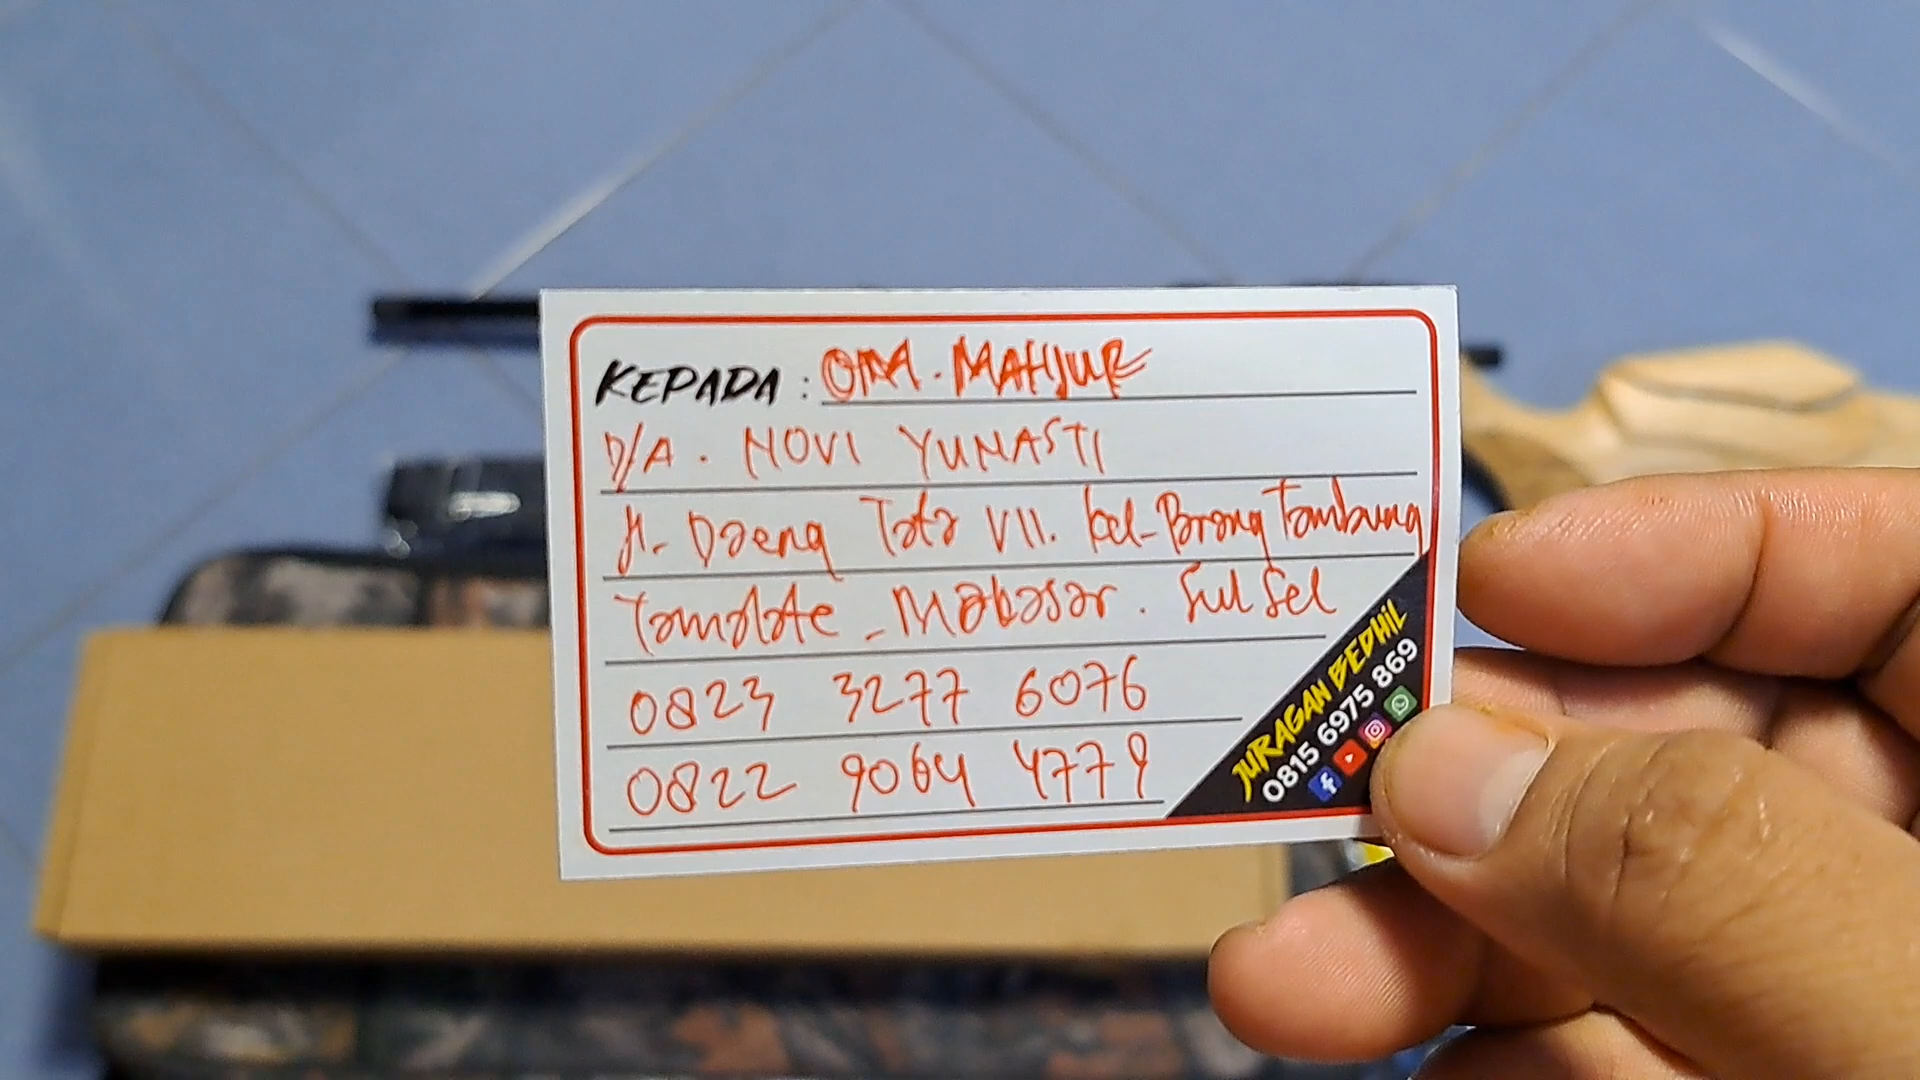 KEPADA : OM. MAHJUR
D/A. NOVI YUNASTI
Jl. Daeng Tata VII. kel-Brong Tambung
Tamalate - Makasar. Sul Sel
0823 3277 6076
0822 9064 4779
JURAGAN BEDHIL
0815 6975 869